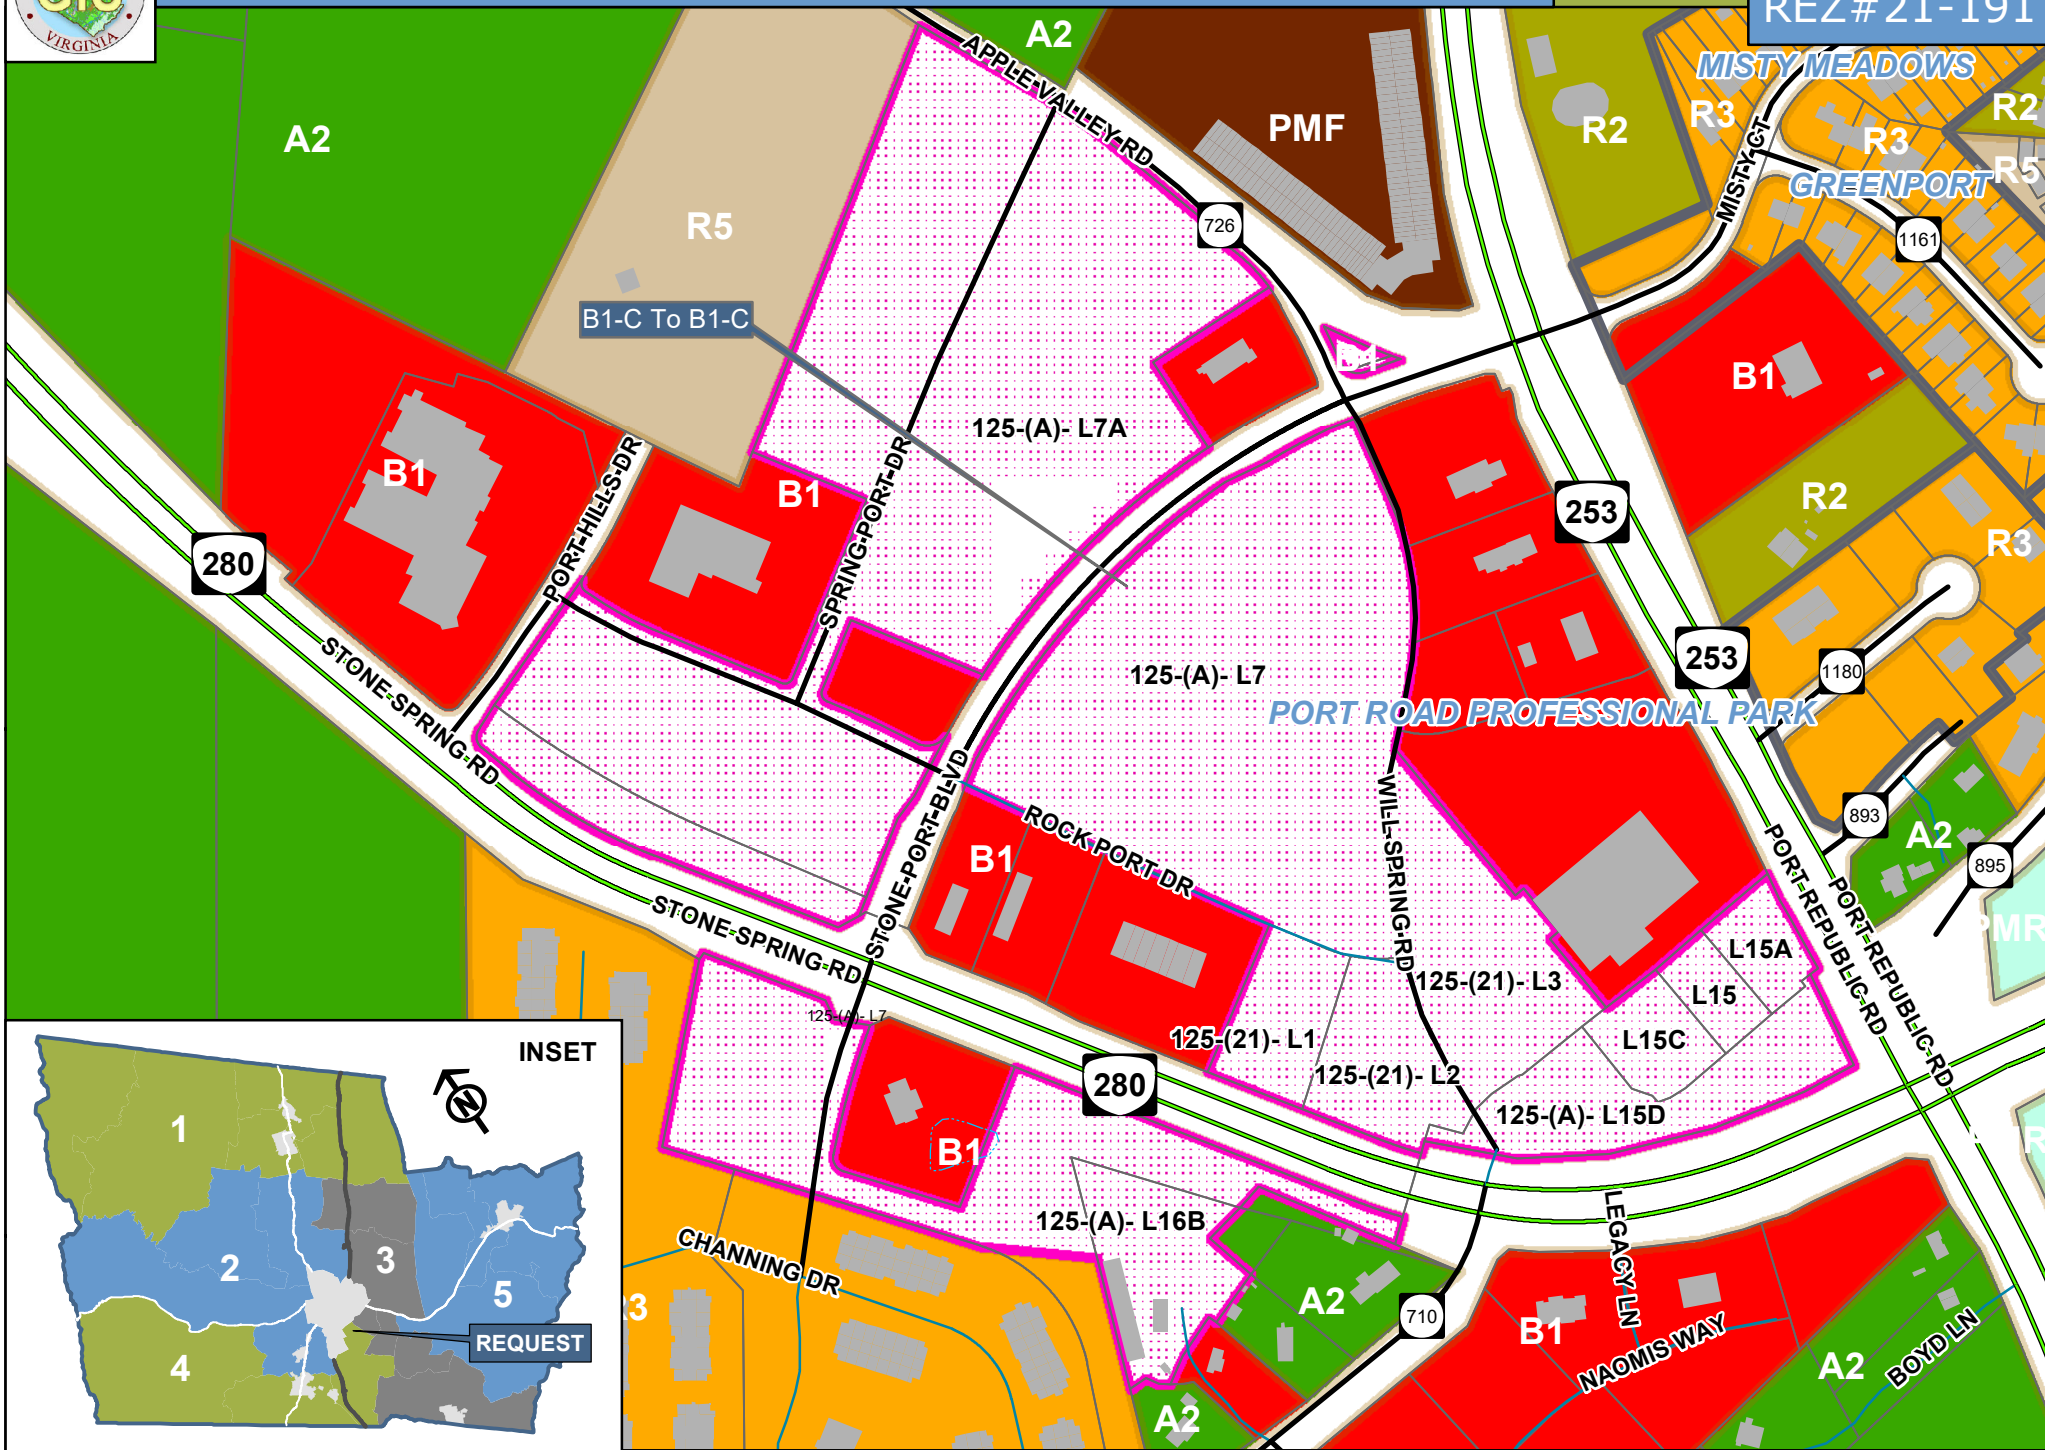 GIS
VIRGINIA
REZ#21-191
A2
APPLE VALLEY RD
A2
PMF
R2
R3
MISTY MEADOWS
R3
R2
R5
MISTY CT
GREENPORT
1161
726
R5
B1-C To B1-C
B1
125-(A)- L7A
B1
B1
SPRING PORT DR
PORT HILLS DR
B1
280
253
R2
R3
STONE SPRING RD
125-(A)- L7
253
1180
PORT ROAD PROFESSIONAL PARK
STONE PORT BLVD
WILL SPRING RD
ROCK PORT DR
B1
893
A2
895
PORT REPUBLIC RD
PORT REPUBLIC RD
PMR
STONE SPRING RD
125-(A)- L7
L15A
125-(21)- L3
L15
125-(21)- L1
L15C
280
125-(21)- L2
125-(A)- L15D
B1
125-(A)- L16B
CHANNING DR
R3
A2
710
LEGACY LN
B1
NAOMIS WAY
A2
BOYD LN
A2
INSET
N
1
2
3
5
4
REQUEST